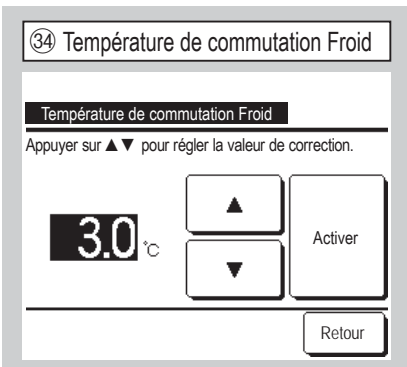 ㉞ Température de commutation Froid
Température de commutation Froid
Appuyer sur ▲▼ pour régler la valeur de correction.
3.0 °C
▲
Activer
▼
Retour